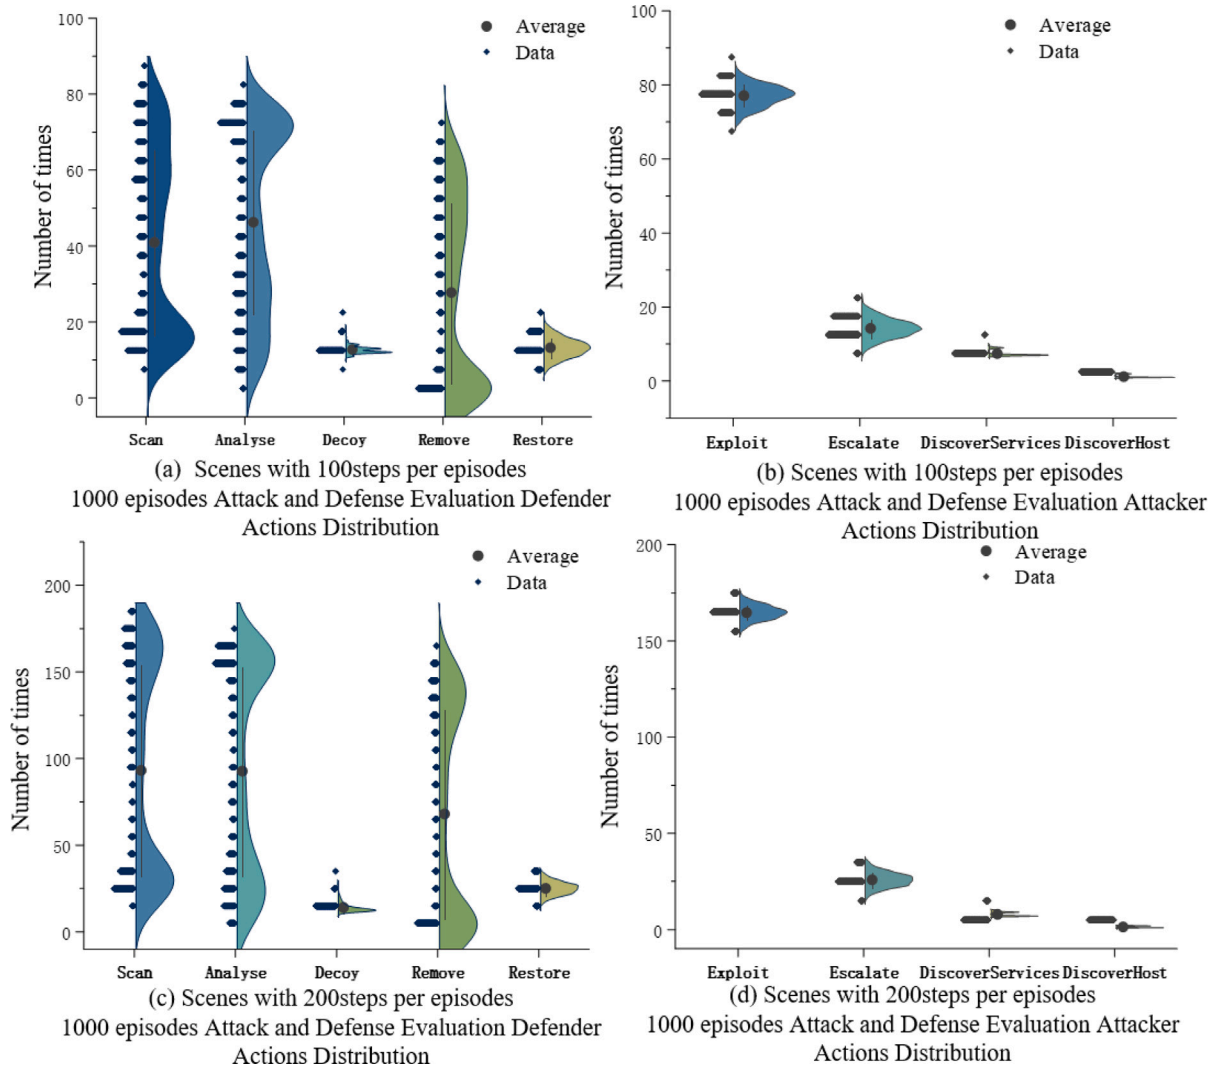 100
80
60
40
20
0
Number of times
Average
Data
Scan Analyse Decoy Remove Restore
(a) Scenes with 100steps per episodes
1000 episodes Attack and Defense Evaluation Defender
Actions Distribution
100
80
60
40
20
0
Number of times
Average
Data
Exploit Escalate DiscoverServices DiscoverHost
(b) Scenes with 100steps per episodes
1000 episodes Attack and Defense Evaluation Attacker
Actions Distribution
200
150
100
50
0
Number of times
Average
Data
Scan Analyse Decoy Remove Restore
(c) Scenes with 200steps per episodes
1000 episodes Attack and Defense Evaluation Defender
Actions Distribution
200
150
100
50
0
Number of times
Average
Data
Exploit Escalate DiscoverServices DiscoverHost
(d) Scenes with 200steps per episodes
1000 episodes Attack and Defense Evaluation Attacker
Actions Distribution